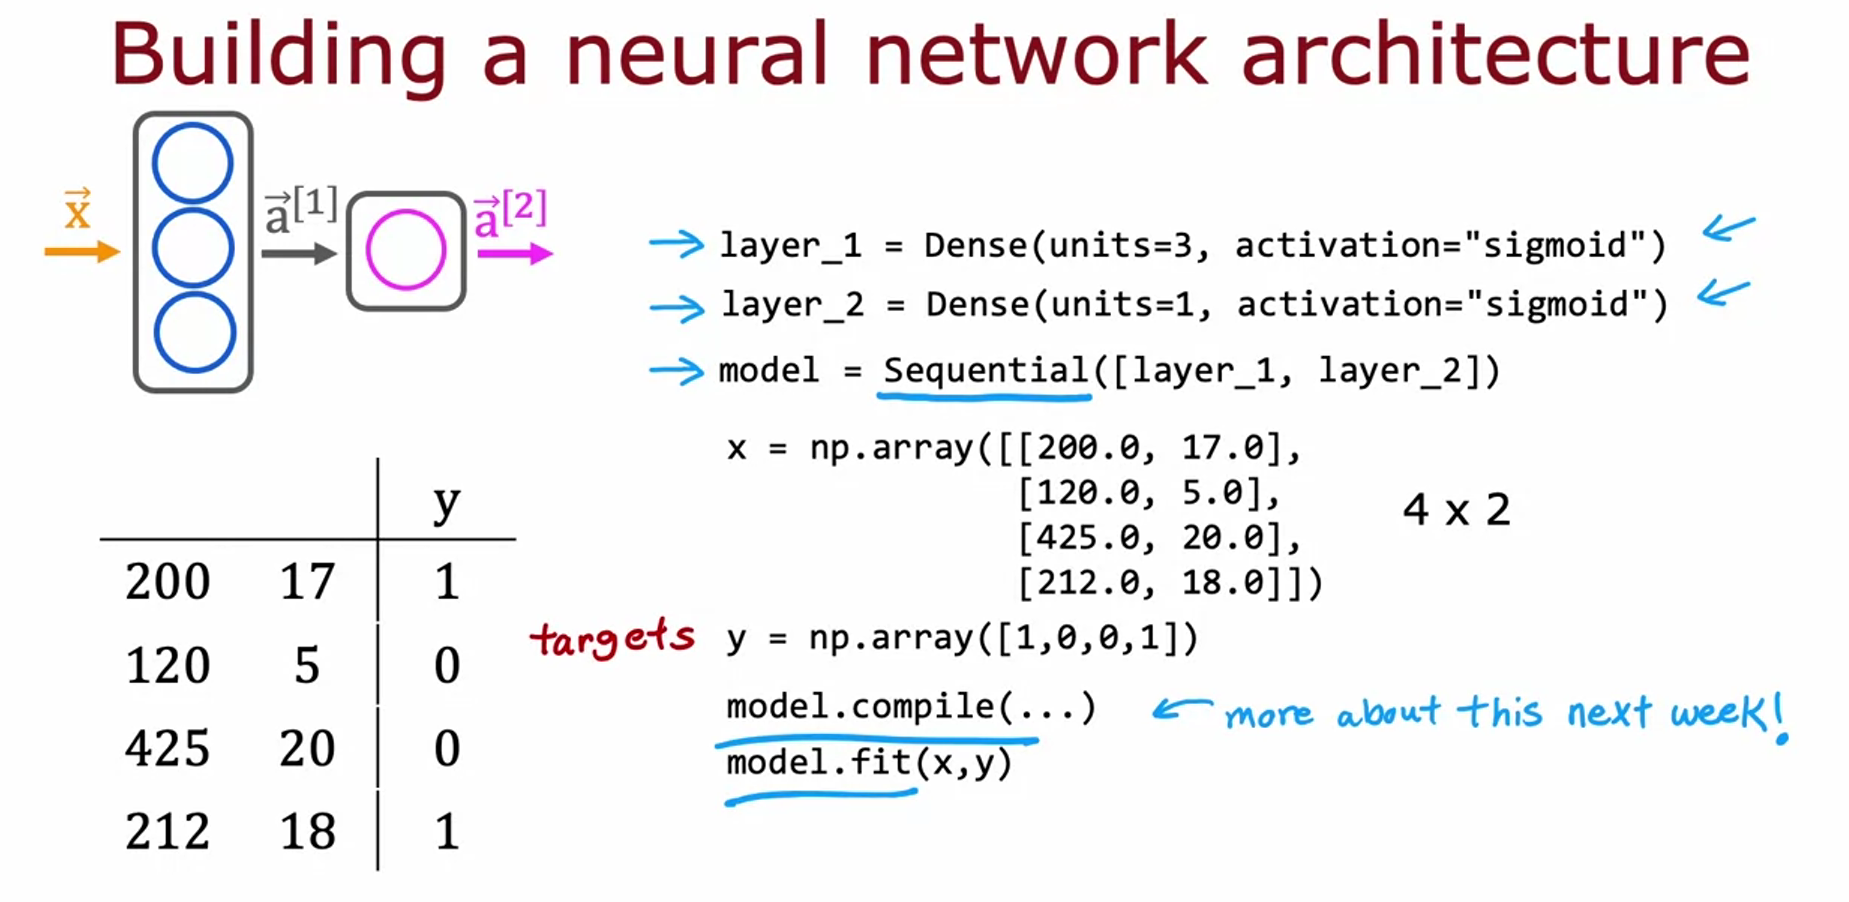 Building a neural network architecture
x⃗
a⃗[1]
a⃗[2]
→ layer_1 = Dense(units=3, activation="sigmoid") ←
→ layer_2 = Dense(units=1, activation="sigmoid") ←
→ model = Sequential([layer_1, layer_2])
x = np.array([[200.0, 17.0],
[120.0, 5.0],
[425.0, 20.0],
[212.0, 18.0]])
4 x 2
targets y = np.array([1,0,0,1])
model.compile(...) ← more about this next week!
model.fit(x,y)
y
200 17 1
120 5 0
425 20 0
212 18 1